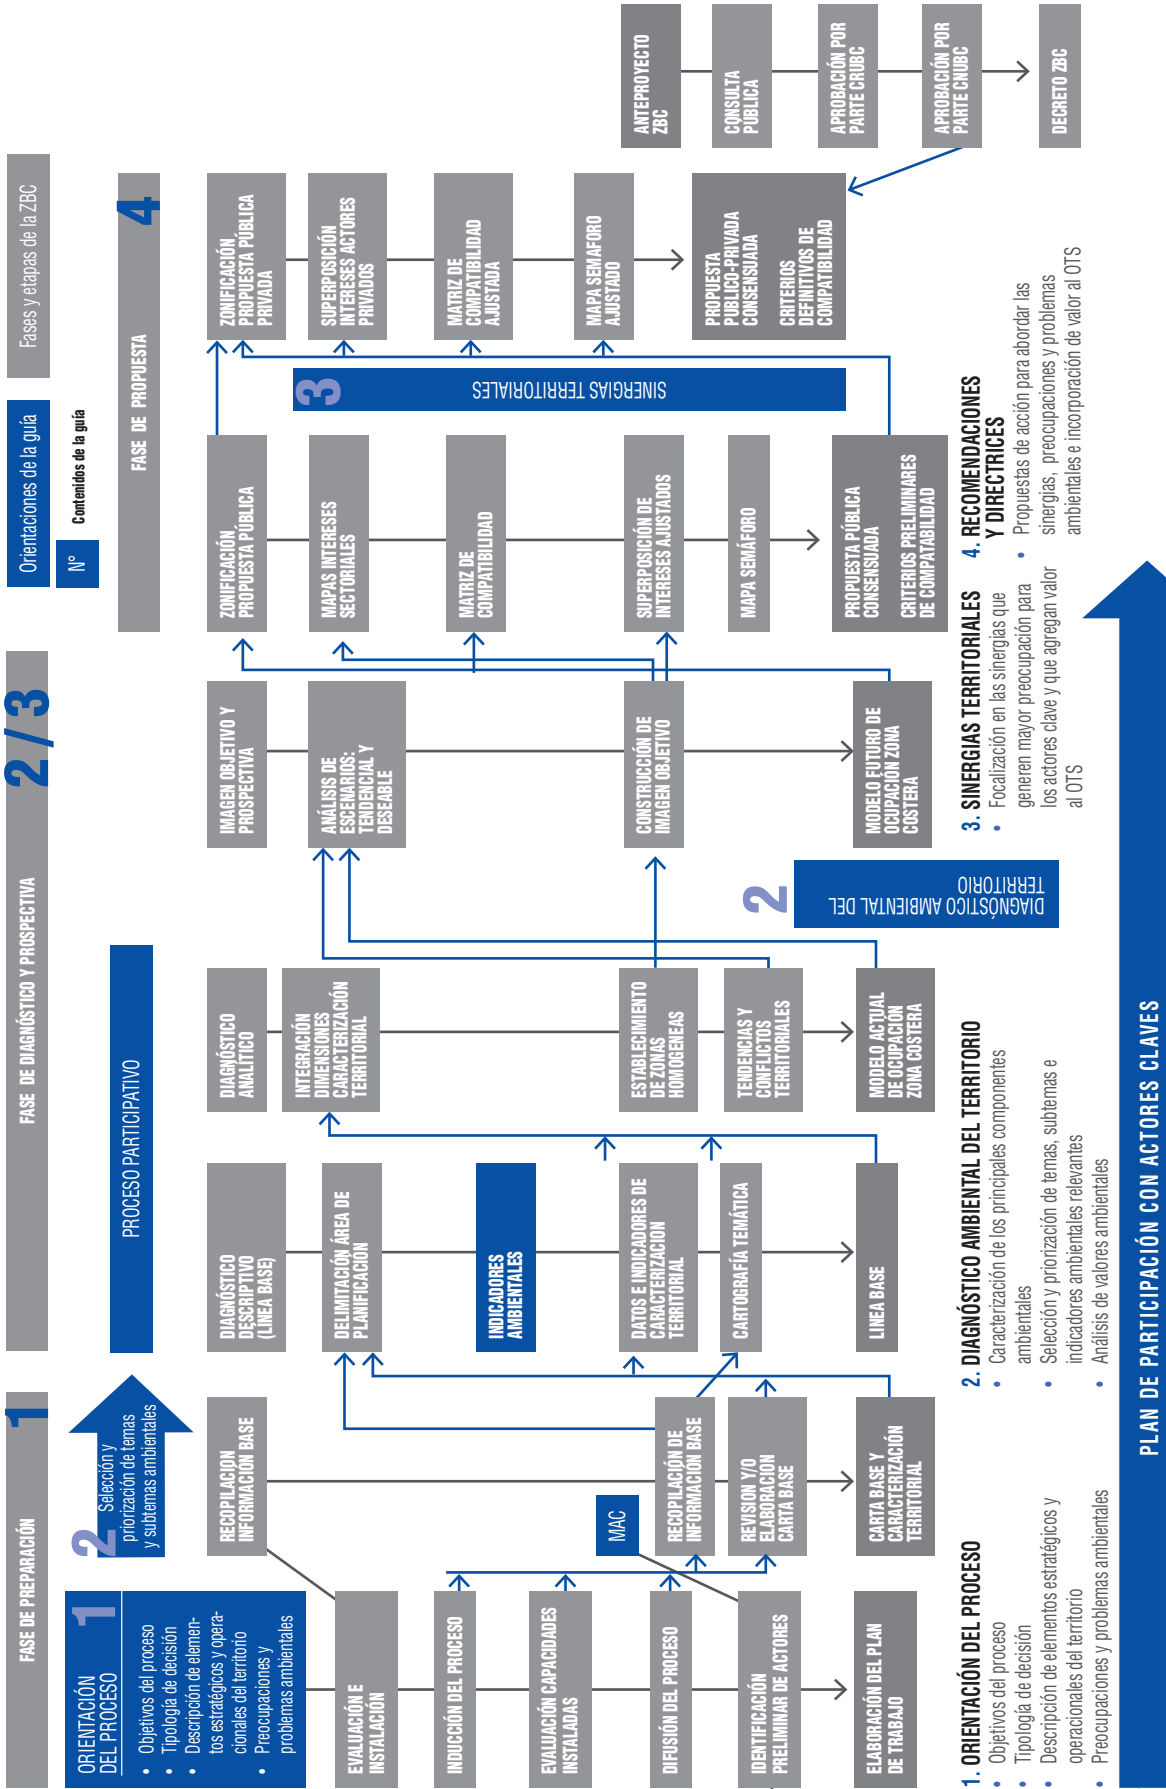 Orientaciones de la guía
Fases y etapas de la ZBC
N°
Contenidos de la guía
FASE DE PREPARACIÓN
1
FASE DE DIAGNÓSTICO Y PROSPECTIVA
2 / 3
FASE DE PROPUESTA
4
ORIENTACIÓN
DEL PROCESO
1
• Objetivos del proceso
• Tipología de decisión
• Descripción de elemen-
tos estratégicos y opera-
cionales del territorio
• Preocupaciones y
problemas ambientales
2
Selección y
priorización de temas
y subtemas ambientales
PROCESO PARTICIPATIVO
EVALUACIÓN E
INSTALACIÓN
INDUCCIÓN DEL PROCESO
EVALUACIÓN CAPACIDADES
INSTALADAS
DIFUSIÓN DEL PROCESO
IDENTIFICACIÓN
PRELIMINAR DE ACTORES
ELABORACIÓN DEL PLAN
DE TRABAJO
RECOPILACION
INFORMACIÓN BASE
MAC
RECOPILACIÓN DE
INFORMACIÓN BASE
REVISION Y/O
ELABORACION
CARTA BASE
CARTA BASE Y
CARACTERIZACIÓN
TERRITORIAL
DIAGNÓSTICO
DESCRIPTIVO
(LÍNEA BASE)
DELIMITACIÓN ÁREA DE
PLANIFICACIÓN
INDICADORES
AMBIENTALES
DATOS E INDICADORES DE
CARACTERIZACION
TERRITORIAL
CARTOGRAFÍA TEMÁTICA
LINEA BASE
DIAGNÓSTICO
ANALÍTICO
INTEGRACIÓN
DIMENSIONES
CARACTERIZACIÓN
TERRITORIAL
ESTABLECIMIENTO
DE ZONAS
HOMOGENEAS
TENDENCIAS Y
CONFLICTOS
TERRITORIALES
MODELO ACTUAL
DE OCUPACIÓN
ZONA COSTERA
2
DIAGNÓSTICO AMBIENTAL DEL
TERRITORIO
IMAGEN OBJETIVO Y
PROSPECTIVA
ANÁLISIS DE
ESCENARIOS:
TENDENCIAL Y
DESEABLE
CONSTRUCCIÓN DE
IMAGEN OBJETIVO
MODELO FUTURO DE
OCUPACIÓN ZONA
COSTERA
ZONIFICACIÓN
PROPUESTA PÚBLICA
MAPAS INTERESES
SECTORIALES
MATRIZ DE
COMPATIBILIDAD
SUPERPOSICIÓN DE
INTERESES AJUSTADOS
MAPA SEMÁFORO
PROPUESTA PÚBLICA
CONSENSUADA
CRITERIOS PRELIMINARES
DE COMPATABILIDAD
3
SINERGIAS TERRITORIALES
ZONIFICACIÓN
PROPUESTA PÚBLICA
PRIVADA
SUPERPOSICIÓN
INTERESES ACTORES
PRIVADOS
MATRIZ DE
COMPATIBILIDAD
AJUSTADA
MAPA SEMAFORO
AJUSTADO
PROPUESTA
PUBLICO-PRIVADA
CONSENSUADA
CRITERIOS
DEFINITIVOS DE
COMPATIBILIDAD
ANTEPROYECTO
ZBC
CONSULTA
PUBLICA
APROBACIÓN POR
PARTE CRUBC
APROBACIÓN POR
PARTE CNUBC
DECRETO ZBC
1. ORIENTACIÓN DEL PROCESO
• Objetivos del proceso
• Tipología de decisión
• Descripción de elementos estratégicos y
operacionales del territorio
• Preocupaciones y problemas ambientales
2. DIAGNÓSTICO AMBIENTAL DEL TERRITORIO
• Caracterización de los principales componentes
ambientales
• Selección y priorización de temas, subtemas e
indicadores ambientales relevantes
• Análisis de valores ambientales
3. SINERGIAS TERRITORIALES
• Focalización en las sinergias que
generen mayor preocupación para
los actores clave y que agregan valor
al OTS
4. RECOMENDACIONES
Y DIRECTRICES
• Propuestas de acción para abordar las
sinergias, preocupaciones y problemas
ambientales e incorporación de valor al OTS
PLAN DE PARTICIPACIÓN CON ACTORES CLAVES